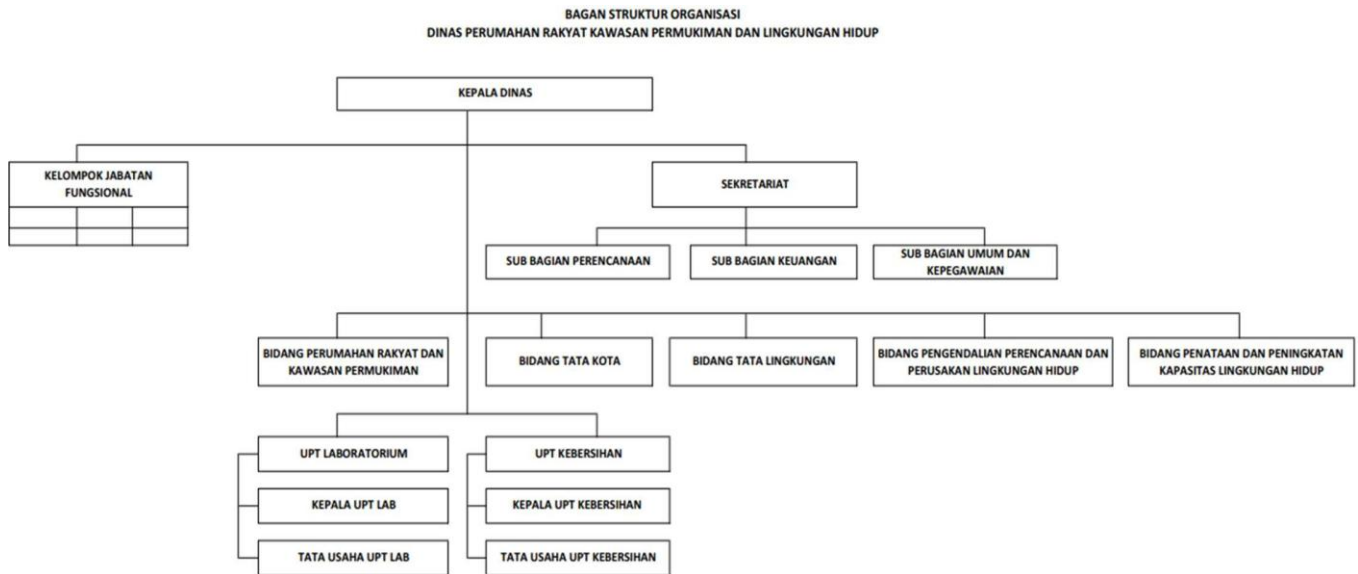 BAGAN STRUKTUR ORGANISASI
DINAS PERUMAHAN RAKYAT KAWASAN PERMUKIMAN DAN LINGKUNGAN HIDUP
KEPALA DINAS
KELOMPOK JABATAN
FUNGSIONAL
SEKRETARIAT
SUB BAGIAN PERENCANAAN
SUB BAGIAN KEUANGAN
SUB BAGIAN UMUM DAN
KEPEGAWAIAN
BIDANG PERUMAHAN RAKYAT DAN
KAWASAN PERMUKIMAN
BIDANG TATA KOTA
BIDANG TATA LINGKUNGAN
BIDANG PENGENDALIAN PERENCANAAN DAN
PERUSAKAN LINGKUNGAN HIDUP
BIDANG PENATAAN DAN PENINGKATAN
KAPASITAS LINGKUNGAN HIDUP
UPT LABORATORIUM
UPT KEBERSIHAN
KEPALA UPT LAB
KEPALA UPT KEBERSIHAN
TATA USAHA UPT LAB
TATA USAHA UPT KEBERSIHAN